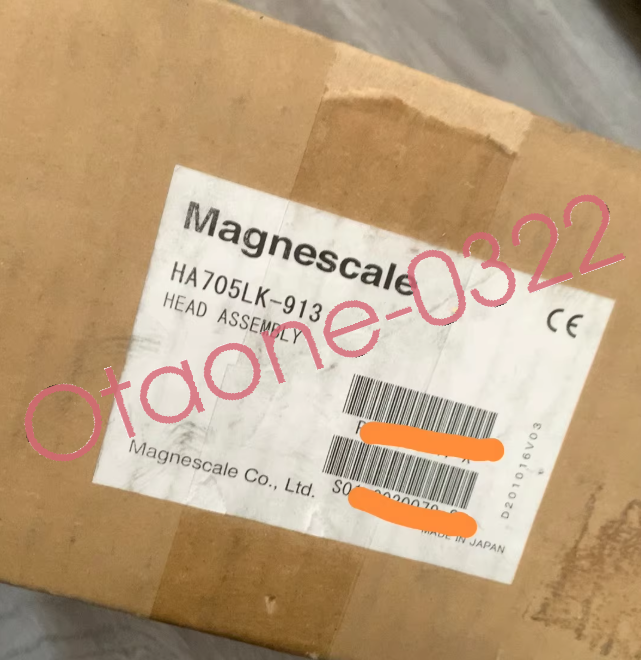 Magnescale
HA705LK-913
HEAD ASSEMBLY
CE
Otaone-0322
Magnescale Co., Ltd.
D201016V03
MADE IN JAPAN